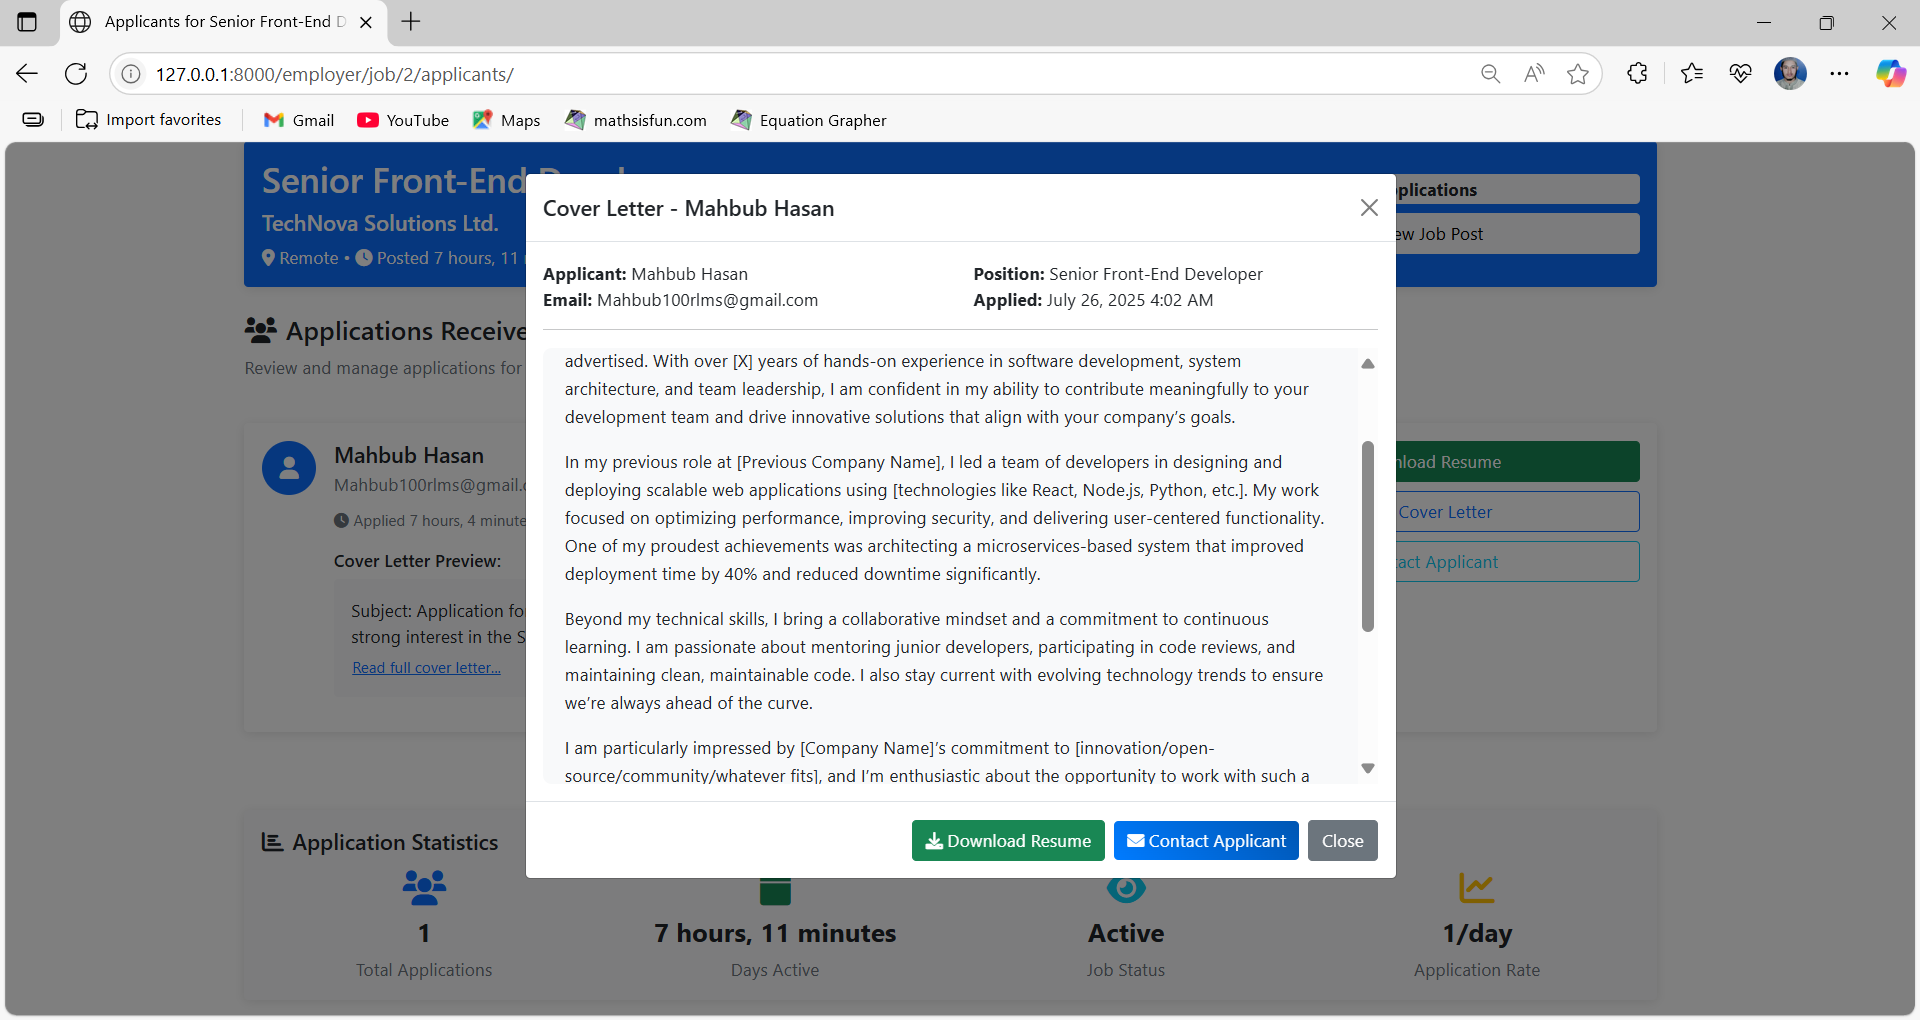 Applicants for Senior Front-End D
127.0.0.1:8000/employer/job/2/applicants/
Import favorites
Gmail
YouTube
Maps
mathsisfun.com
Equation Grapher
Senior Front-End
TechNova Solutions Ltd.
Remote • Posted 7 hours, 11
plications
ew Job Post
Applications Receive
Review and manage applications for
Mahbub Hasan
Mahbub100rlms@gmail.
Applied 7 hours, 4 minute
Cover Letter Preview:
Subject: Application fo
strong interest in the S
Read full cover letter...
nload Resume
Cover Letter
act Applicant
Cover Letter - Mahbub Hasan
Applicant: Mahbub Hasan
Email: Mahbub100rlms@gmail.com
Position: Senior Front-End Developer
Applied: July 26, 2025 4:02 AM
advertised. With over [X] years of hands-on experience in software development, system
architecture, and team leadership, I am confident in my ability to contribute meaningfully to your
development team and drive innovative solutions that align with your company’s goals.
In my previous role at [Previous Company Name], I led a team of developers in designing and
deploying scalable web applications using [technologies like React, Node.js, Python, etc.]. My work
focused on optimizing performance, improving security, and delivering user-centered functionality.
One of my proudest achievements was architecting a microservices-based system that improved
deployment time by 40% and reduced downtime significantly.
Beyond my technical skills, I bring a collaborative mindset and a commitment to continuous
learning. I am passionate about mentoring junior developers, participating in code reviews, and
maintaining clean, maintainable code. I also stay current with evolving technology trends to ensure
we’re always ahead of the curve.
I am particularly impressed by [Company Name]’s commitment to [innovation/open-
source/community/whatever fits], and I’m enthusiastic about the opportunity to work with such a
Download Resume
Contact Applicant
Close
Application Statistics
1
Total Applications
7 hours, 11 minutes
Days Active
Active
Job Status
1/day
Application Rate